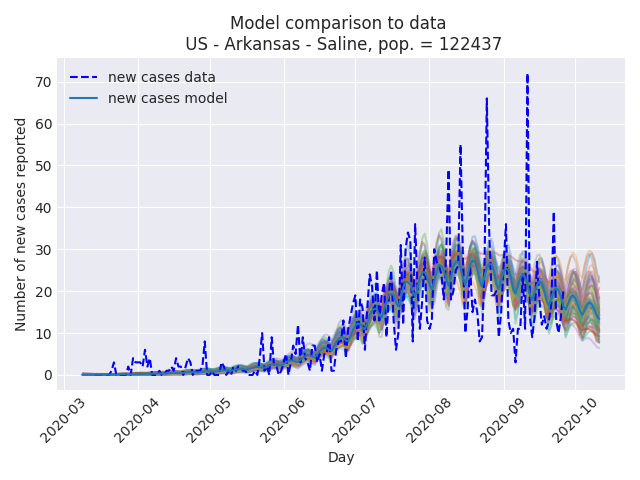 Model comparison to data
US - Arkansas - Saline, pop. = 122437
new cases data
new cases model
Number of new cases reported
70
60
50
40
30
20
10
0
2020-03
2020-04
2020-05
2020-06
2020-07
2020-08
2020-09
2020-10
Day